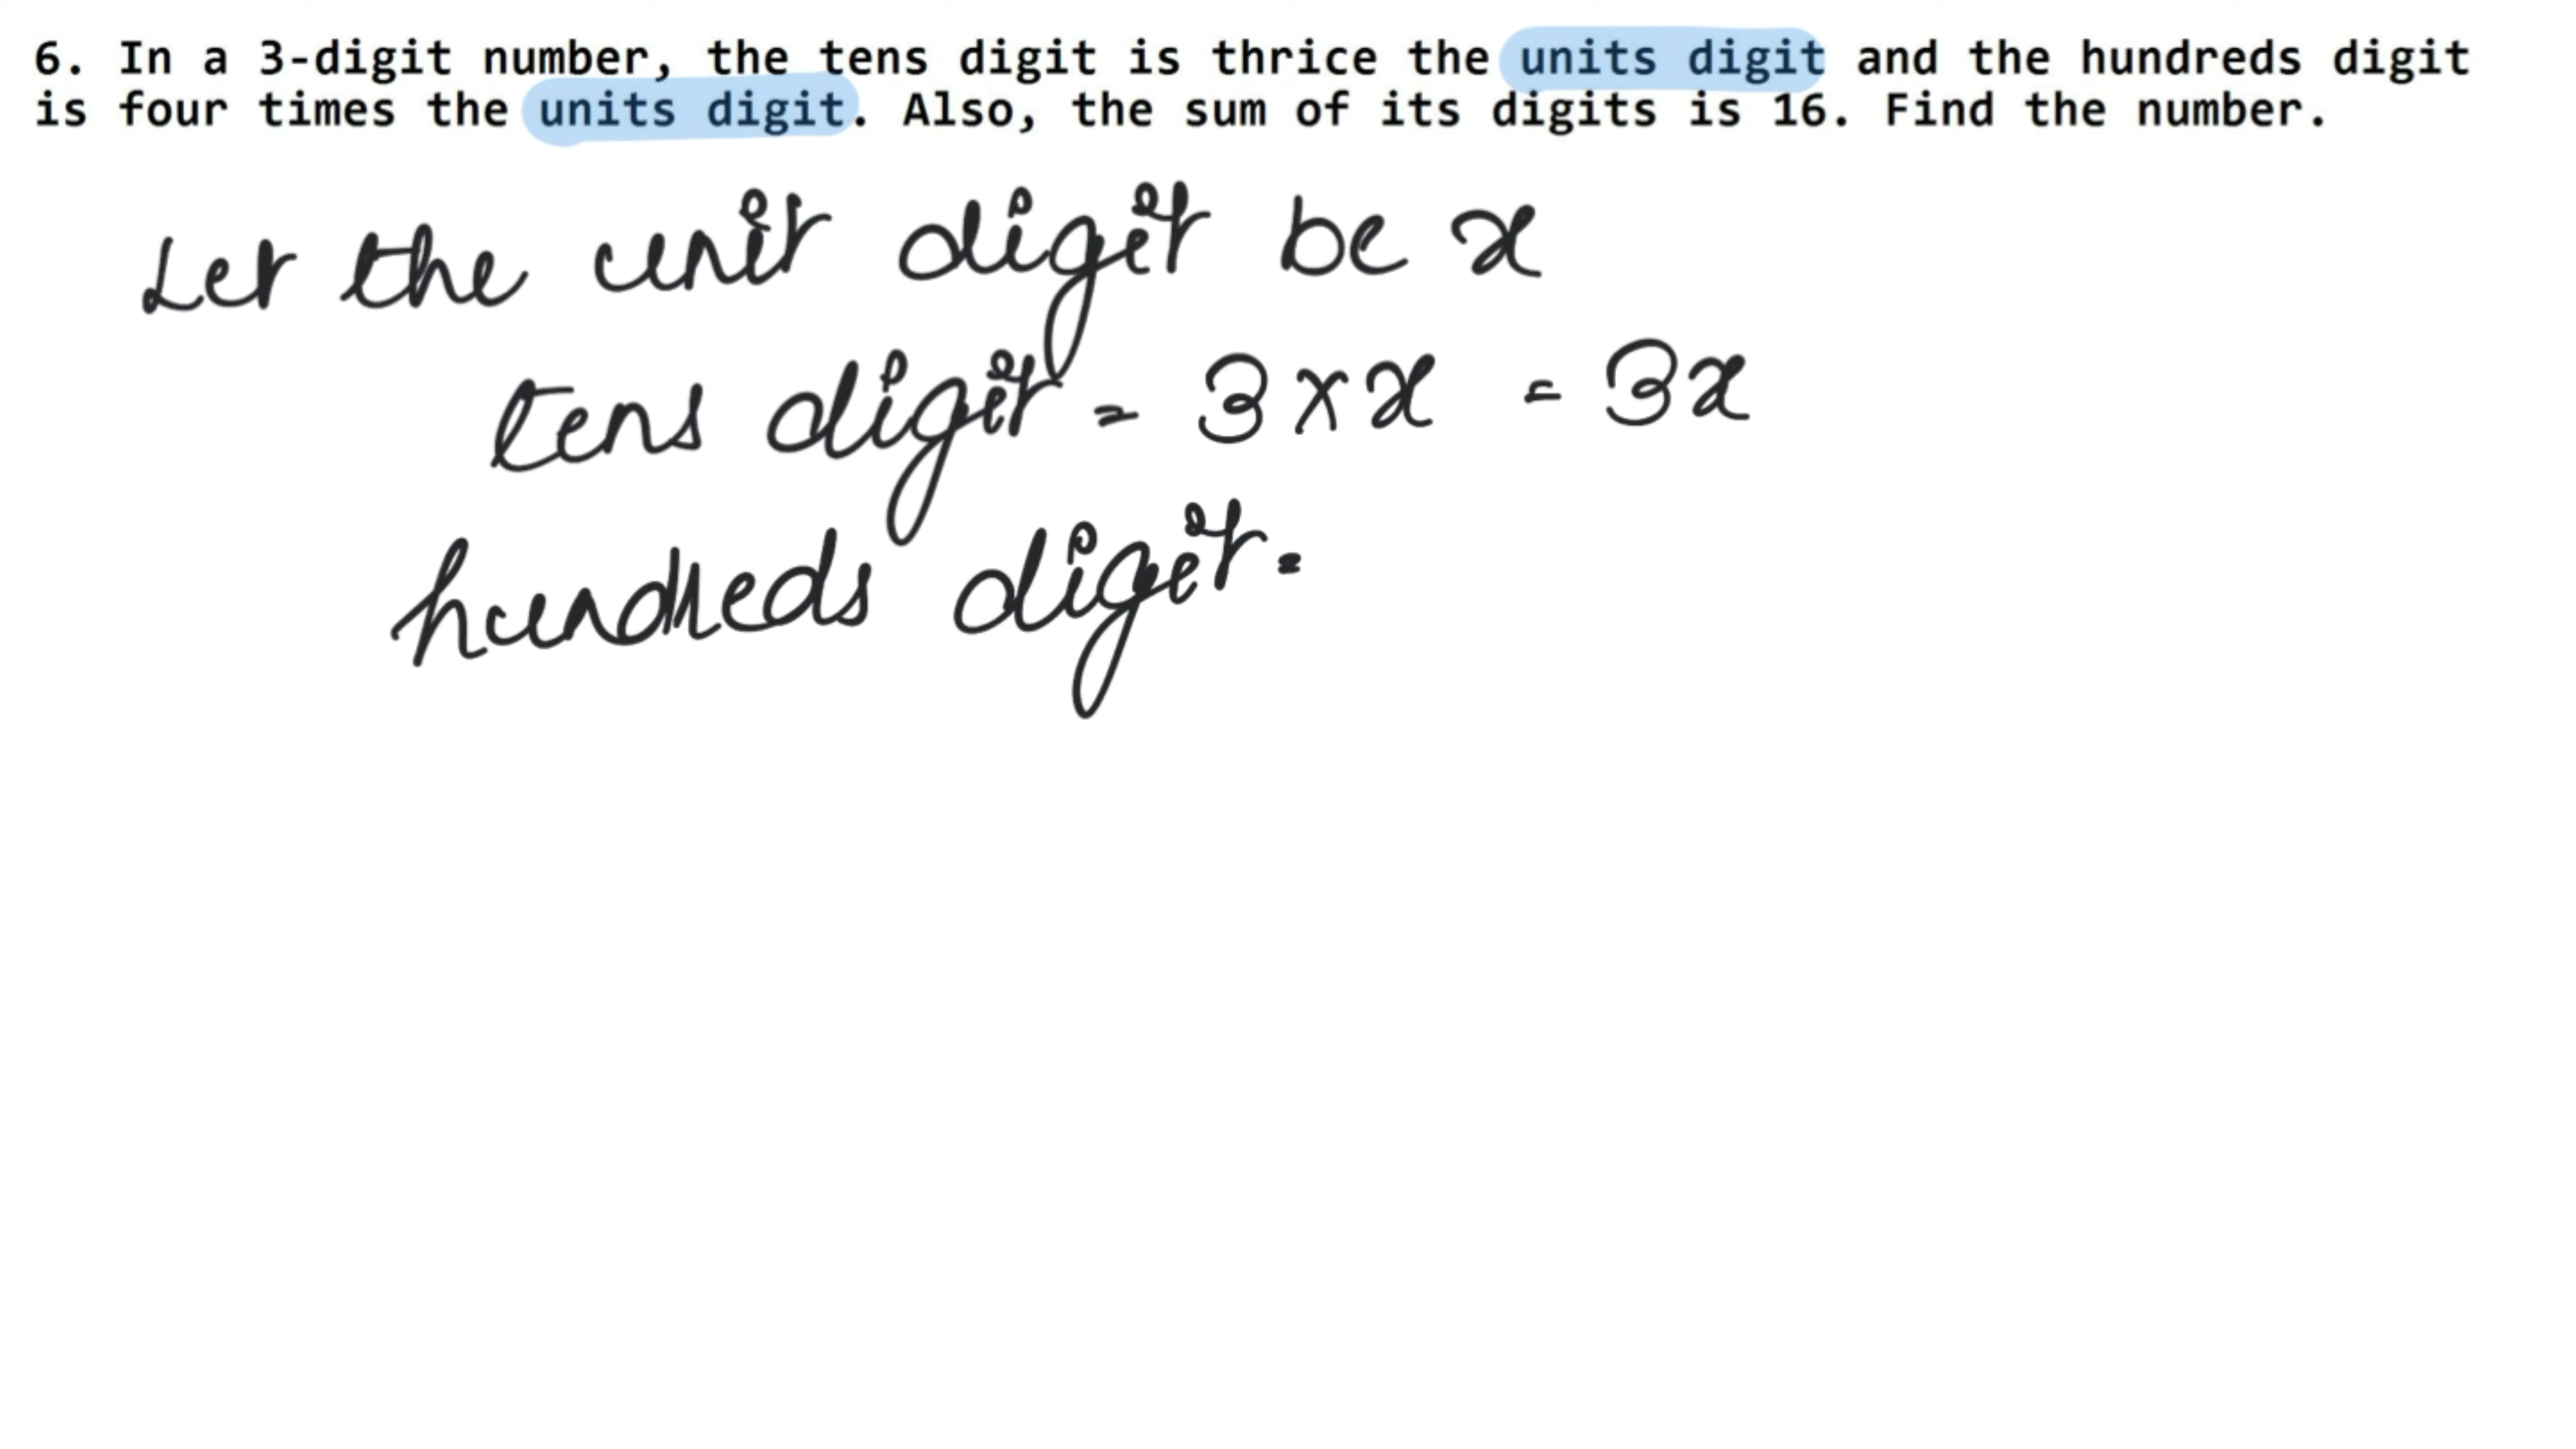 6. In a 3-digit number, the tens digit is thrice the units digit and the hundreds digit
is four times the units digit. Also, the sum of its digits is 16. Find the number.
Let the unit digit be x
tens digit = 3 × x = 3x
hundreds digit =